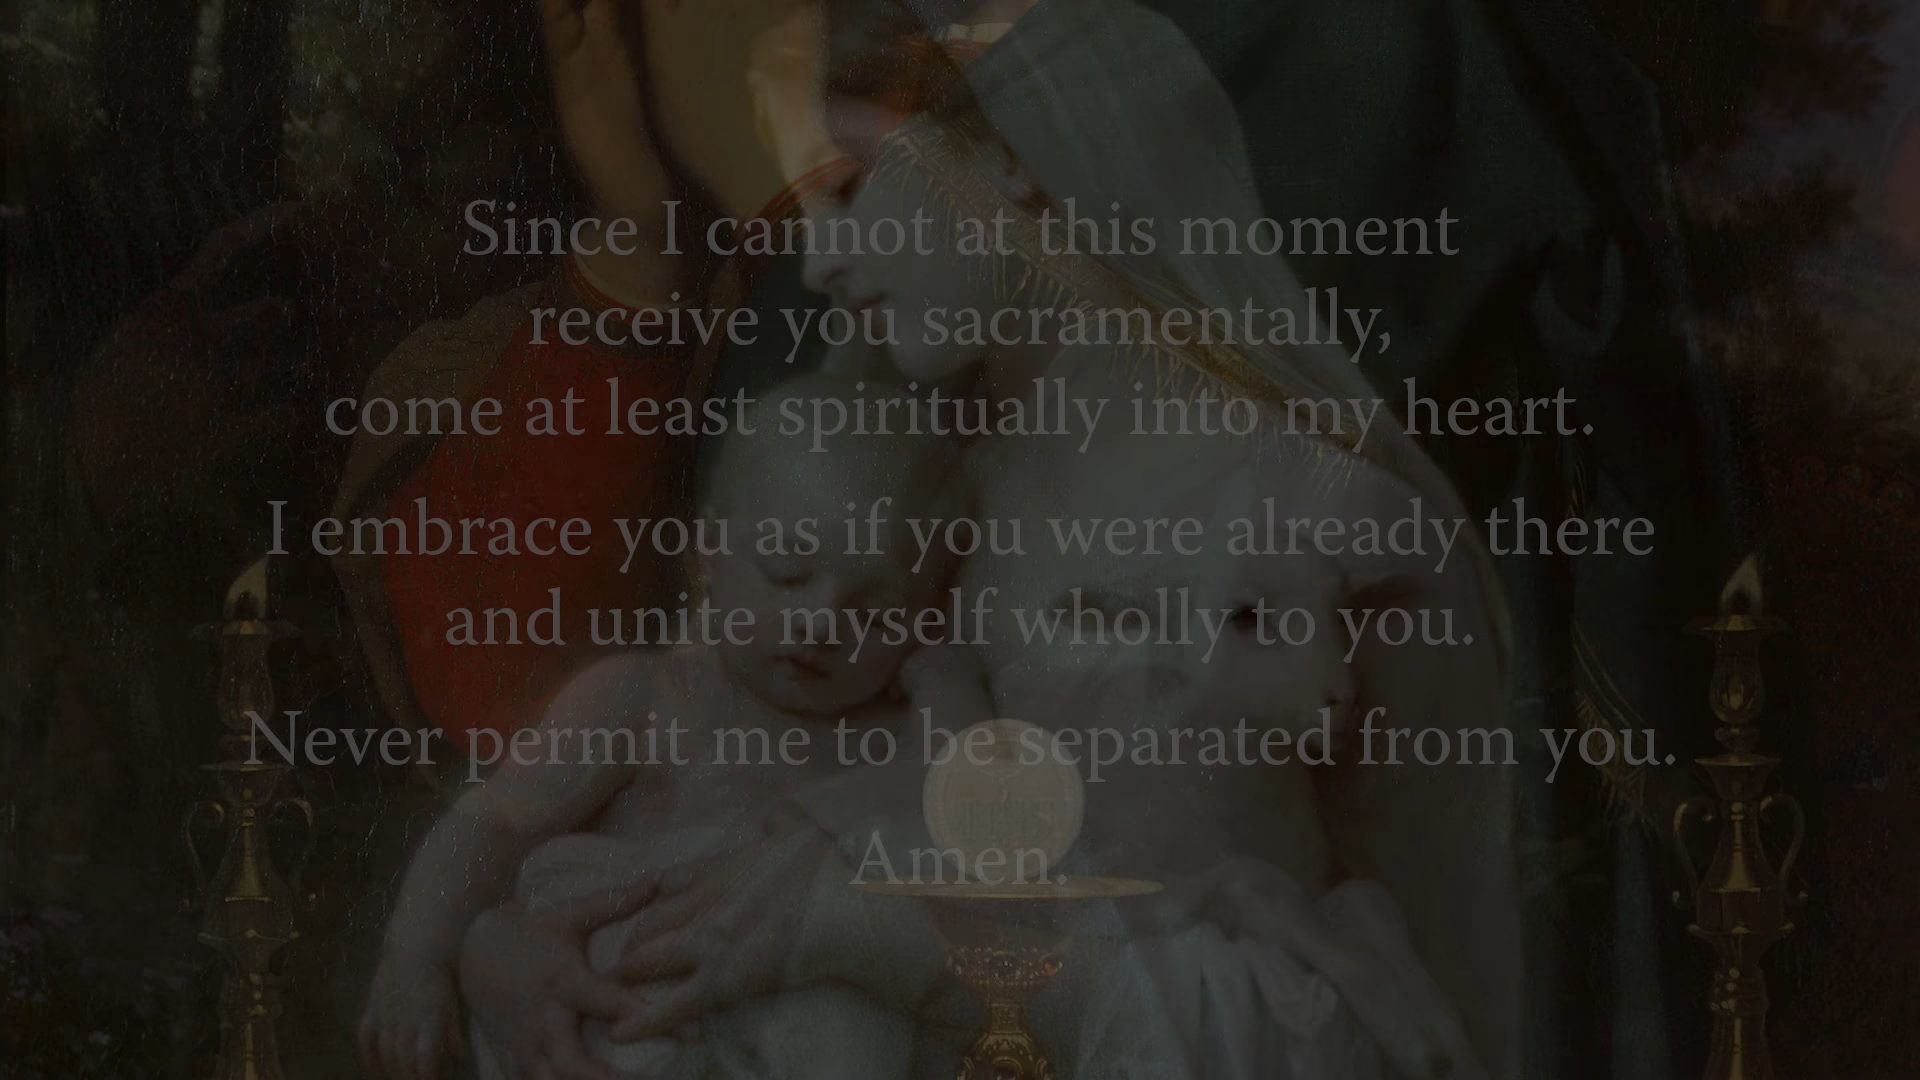 Since I cannot at this moment
receive you sacramentally,
come at least spiritually into my heart.
I embrace you as if you were already there
and unite myself wholly to you.
Never permit me to be separated from you.
Amen.